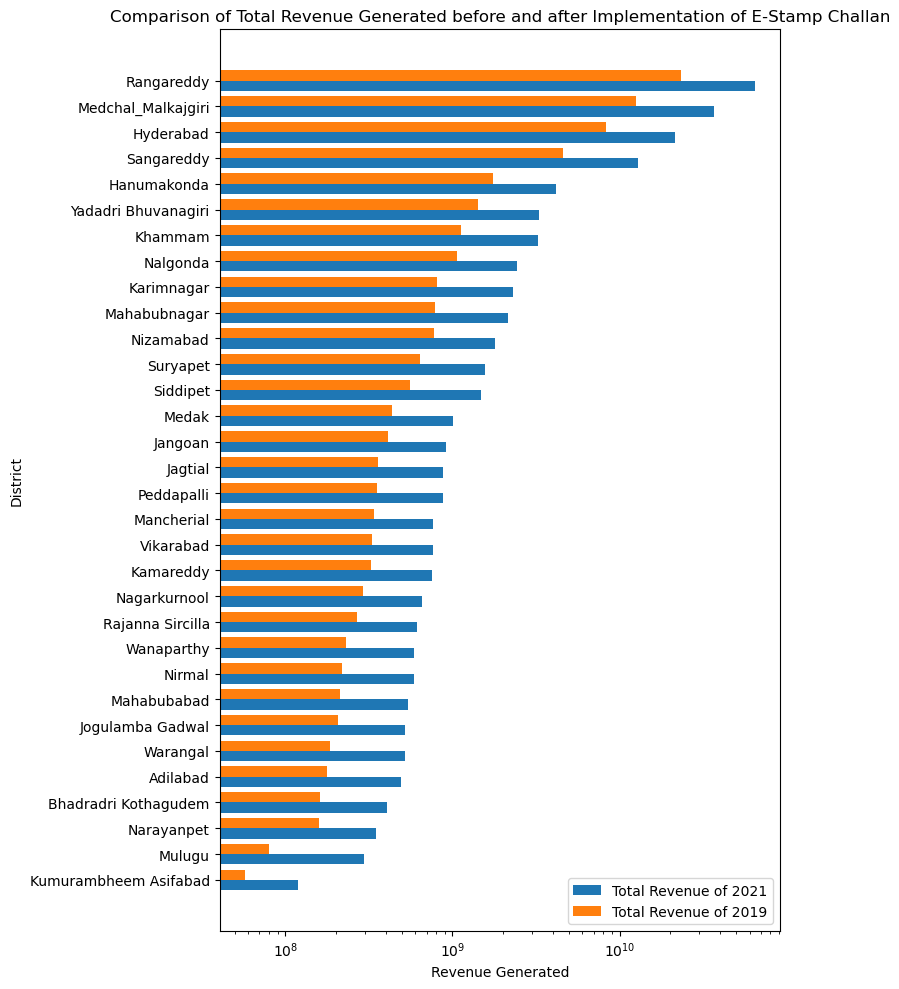 Comparison of Total Revenue Generated before and after Implementation of E-Stamp Challan
Rangareddy
Medchal_Malkajgiri
Hyderabad
Sangareddy
Hanumakonda
Yadadri Bhuvanagiri
Khammam
Nalgonda
Karimnagar
Mahabubnagar
Nizamabad
Suryapet
Siddipet
Medak
Jangoan
Jagtial
Peddapalli
Mancherial
Vikarabad
Kamareddy
Nagarkurnool
Rajanna Sircilla
Wanaparthy
Nirmal
Mahabubabad
Jogulamba Gadwal
Warangal
Adilabad
Bhadradri Kothagudem
Narayanpet
Mulugu
Kumurambheem Asifabad
District
Total Revenue of 2021
Total Revenue of 2019
10⁸ 10⁹ 10¹⁰
Revenue Generated